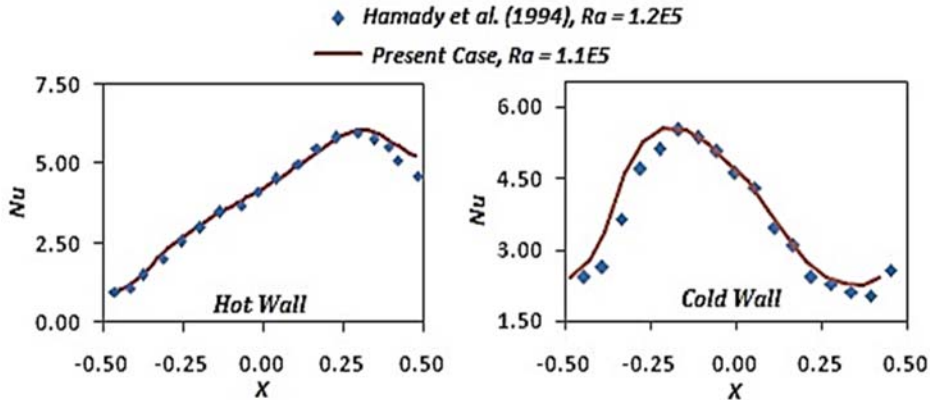 Hamady et al. (1994), Ra = 1.2E5
Present Case, Ra = 1.1E5
7.50
5.00
2.50
0.00
Nu
Hot Wall
-0.50 -0.25 0.00 0.25 0.50
X
6.00
4.50
3.00
1.50
Nu
Cold Wall
-0.50 -0.25 0.00 0.25 0.50
X